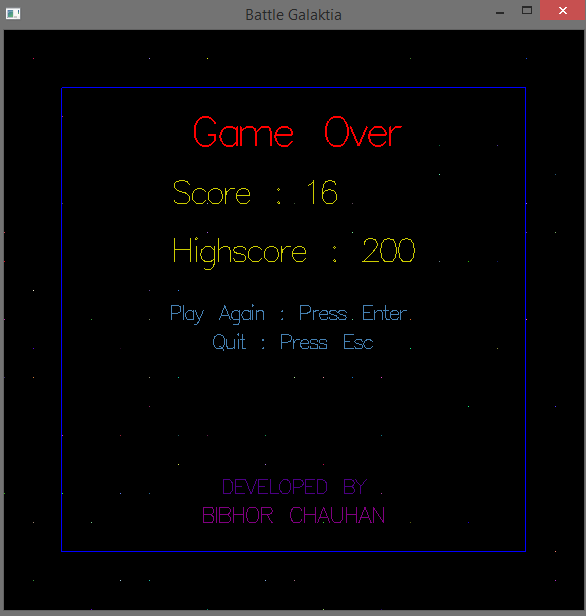 Battle Galaktia
Game Over
Score : 16
Highscore : 200
Play Again : Press Enter
Quit : Press Esc
DEVELOPED BY
BIBHOR CHAUHAN